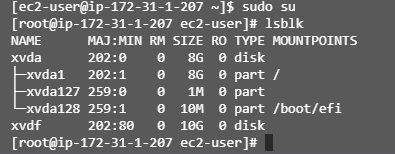 [ec2-user@ip-172-31-1-207 ~]$ sudo su
[root@ip-172-31-1-207 ec2-user]# lsblk
NAME      MAJ:MIN RM SIZE RO TYPE MOUNTPOINTS
xvda      202:0    0   8G  0 disk
├─xvda1   202:1    0   8G  0 part /
├─xvda127 259:0    0   1M  0 part
└─xvda128 259:1    0  10M  0 part /boot/efi
xvdf      202:80   0  10G  0 disk
[root@ip-172-31-1-207 ec2-user]#